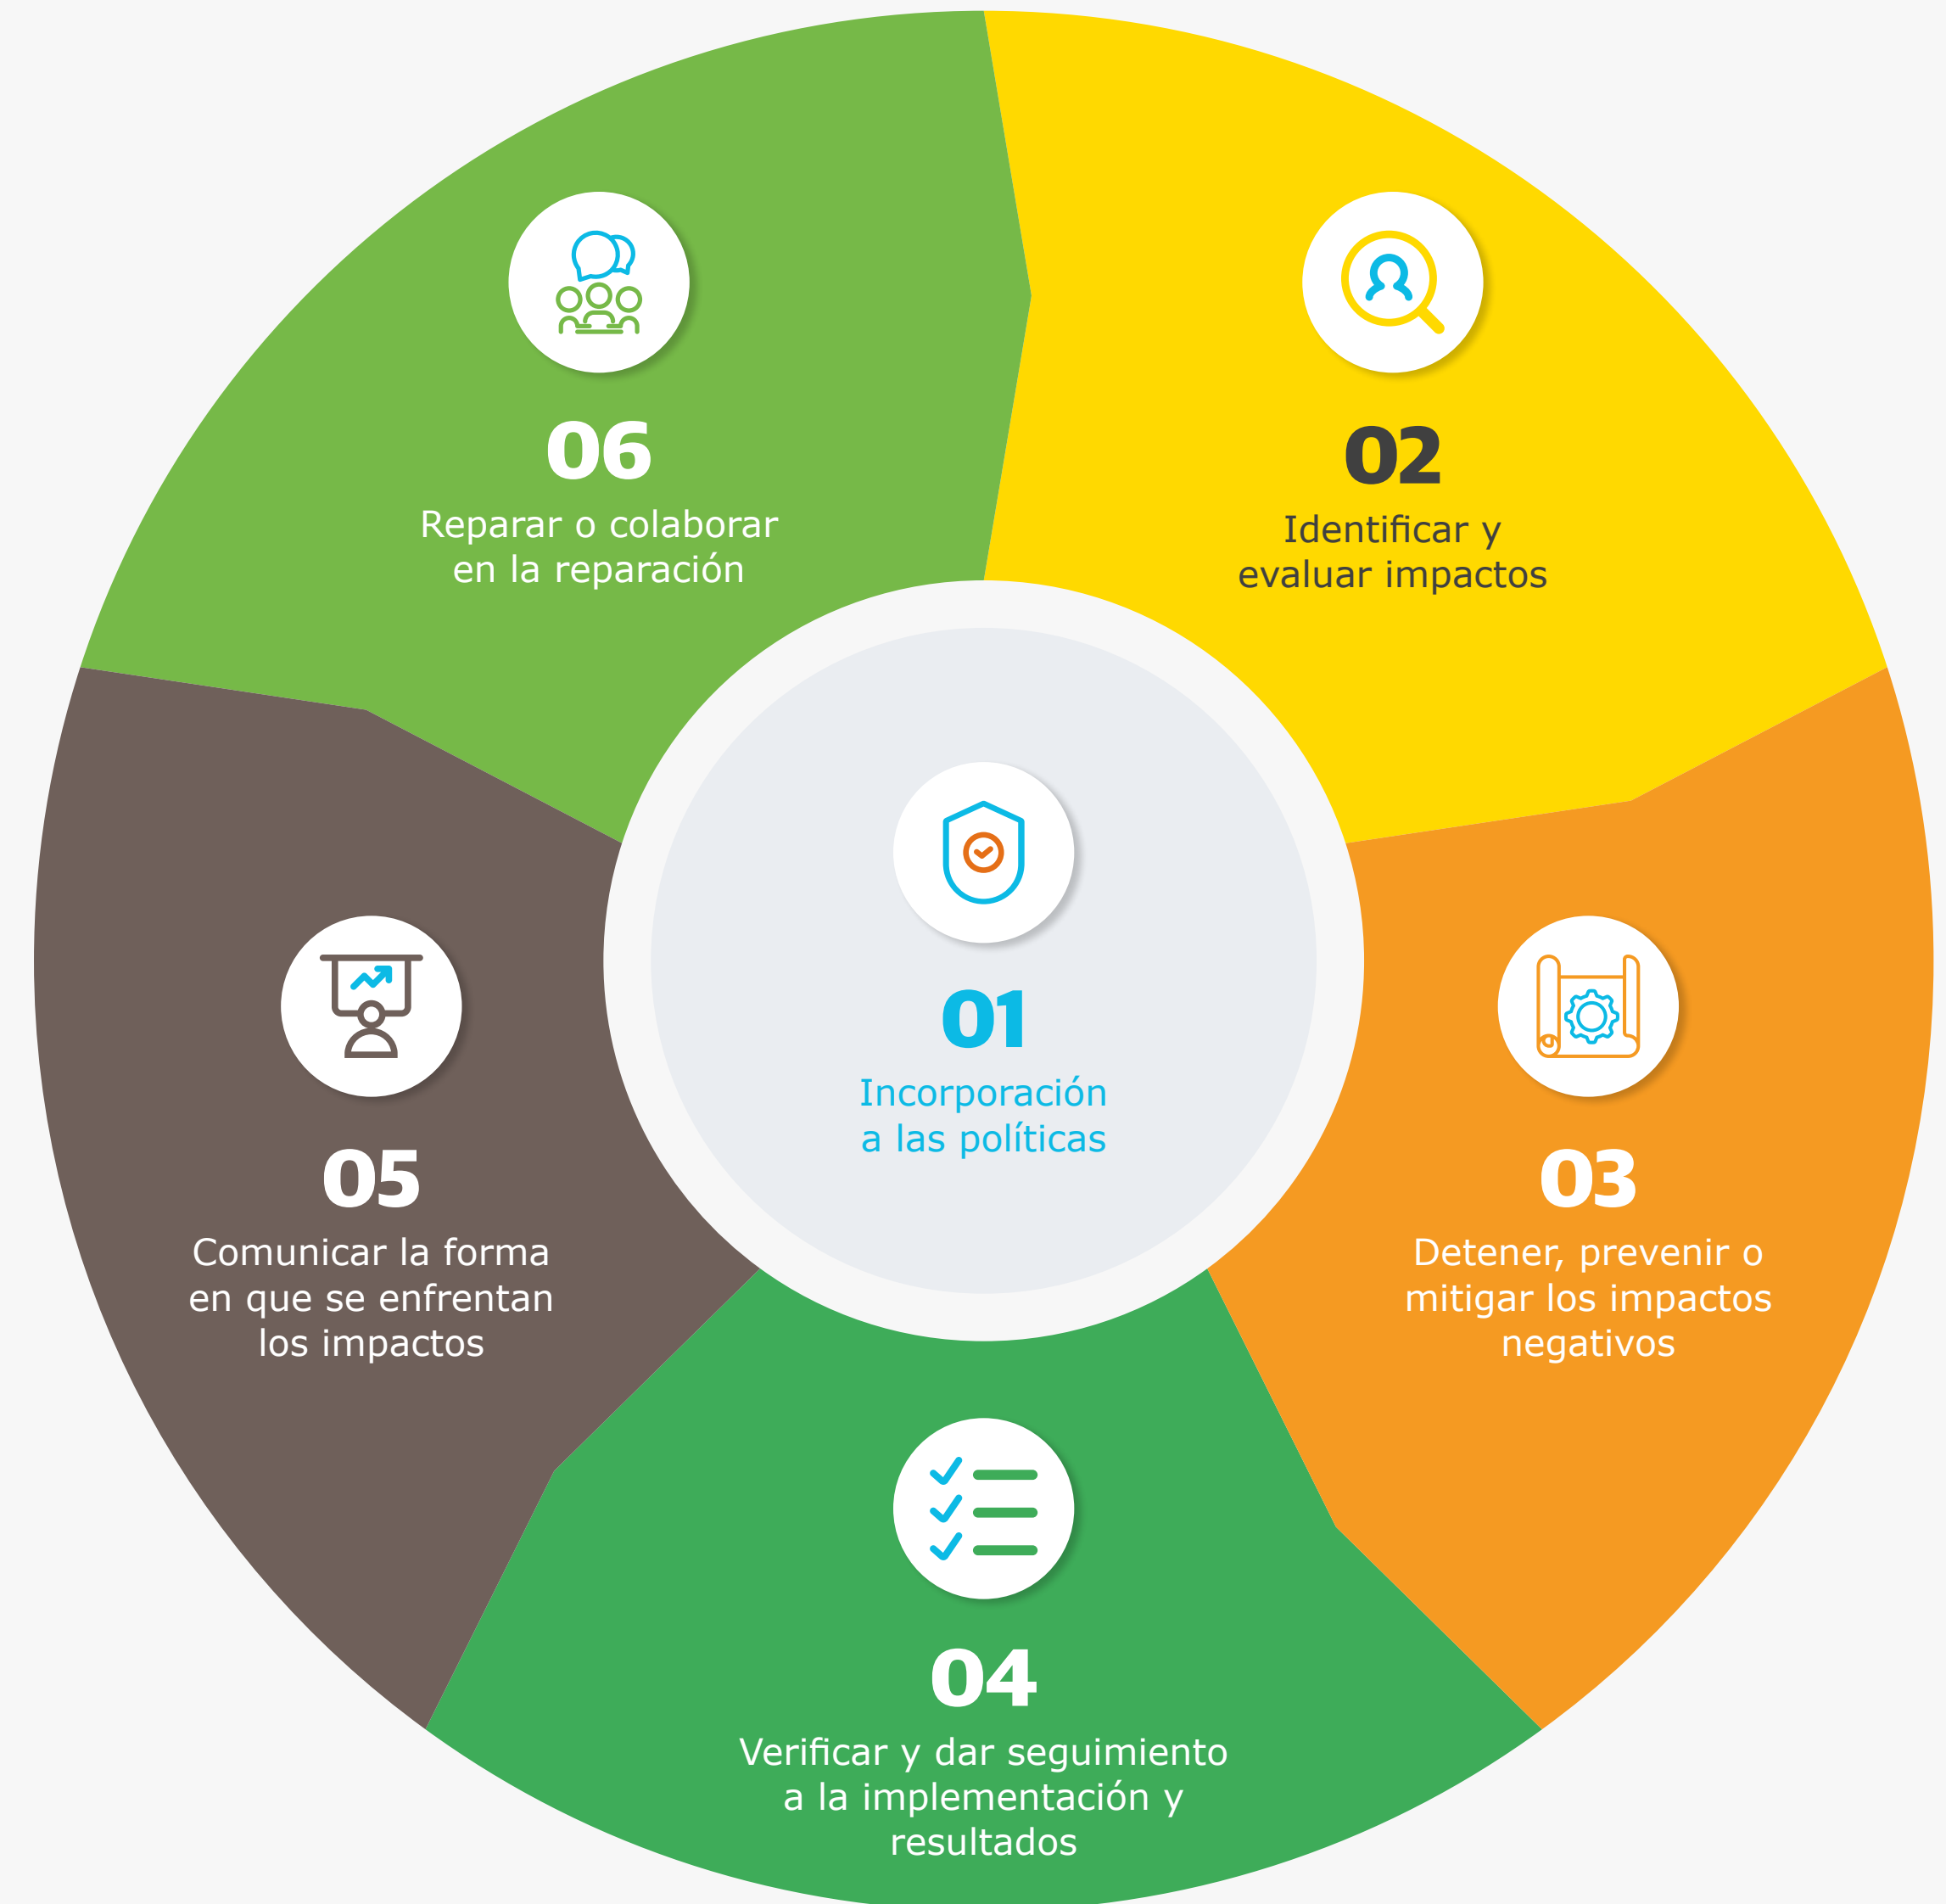 01
Incorporación
a las políticas
02
Identificar y
evaluar impactos
03
Detener, prevenir o
mitigar los impactos
negativos
04
Verificar y dar seguimiento
a la implementación y
resultados
05
Comunicar la forma
en que se enfrentan
los impactos
06
Reparar o colaborar
en la reparación